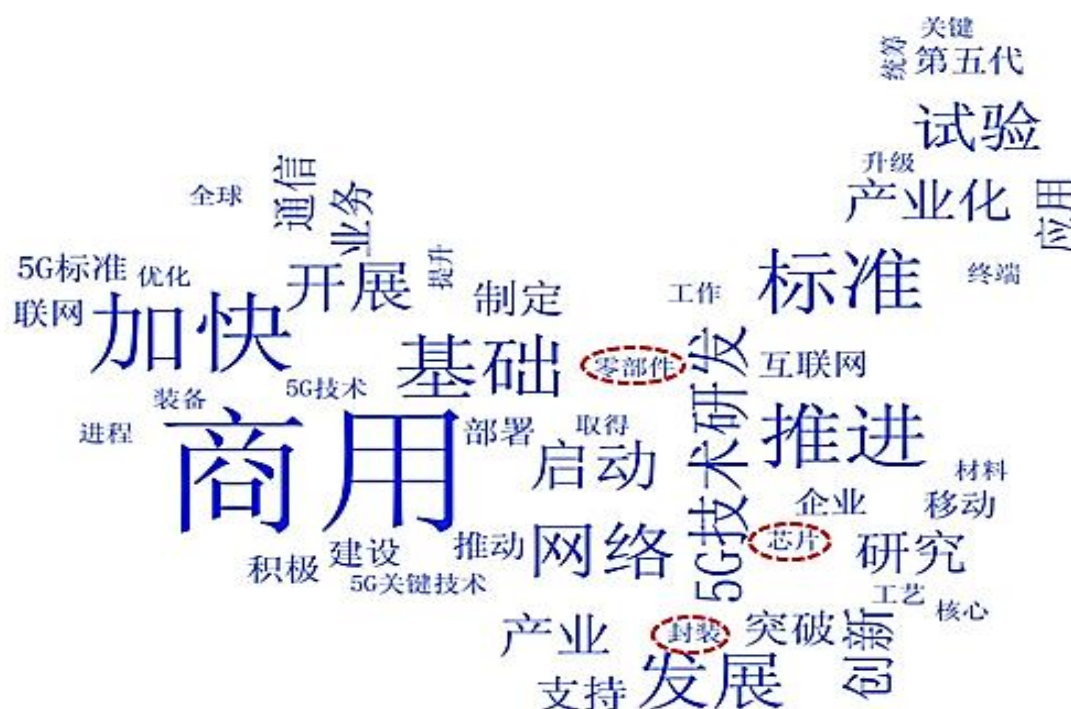 关键
统筹
第五代
试验
升级
产业化
应用
全球
通信
业务
5G标准
优化
开展
提升
制定
工作
标准
终端
联网
加快
基础
零部件
互联网
装备
5G技术
进程
商用
部署
取得
启动
5G技术研发
推进
材料
企业
移动
芯片
积极
建设
推动
网络
研究
5G关键技术
工艺
核心
产业
封装
突破
创新
支持
发展